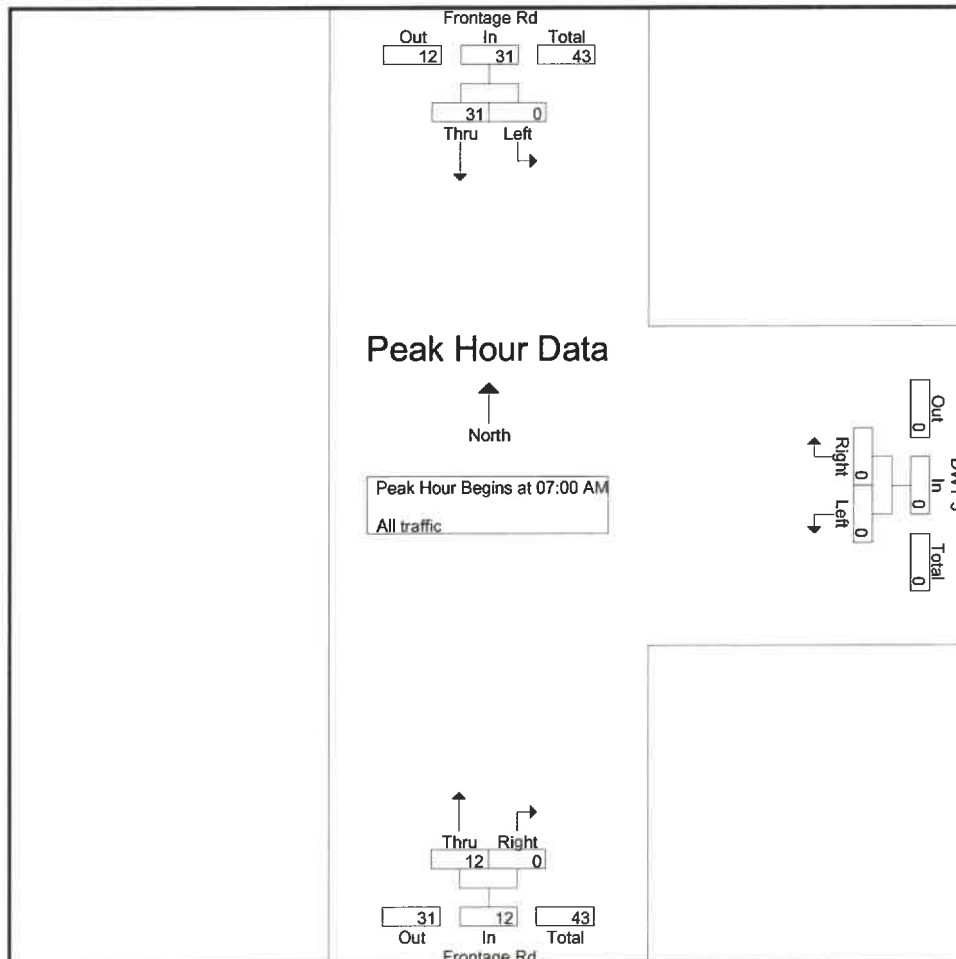 Frontage Rd
Out In Total
12 31 43
31 0
Thru Left
Peak Hour Data
North
Peak Hour Begins at 07:00 AM
All traffic
Out In Total
0 0 0
Right Left
0 0
Thru Right
12 0
31 12 43
Out In Total
Frontage Rd